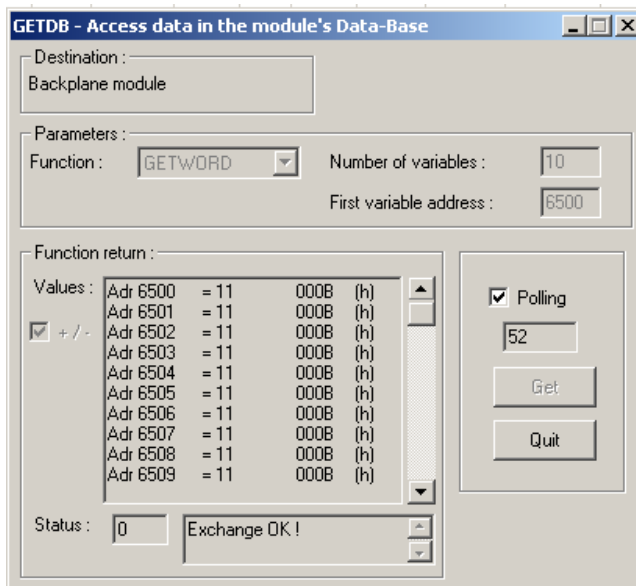 GETDB - Access data in the module's Data-Base
Destination :
Backplane module
Parameters :
Function : GETWORD Number of variables : 10
First variable address : 6500
Function return :
Values :
+ / -
Adr 6500 = 11 000B (h)
Adr 6501 = 11 000B (h)
Adr 6502 = 11 000B (h)
Adr 6503 = 11 000B (h)
Adr 6504 = 11 000B (h)
Adr 6505 = 11 000B (h)
Adr 6506 = 11 000B (h)
Adr 6507 = 11 000B (h)
Adr 6508 = 11 000B (h)
Adr 6509 = 11 000B (h)
Polling
52
Get
Quit
Status : 0 Exchange OK !